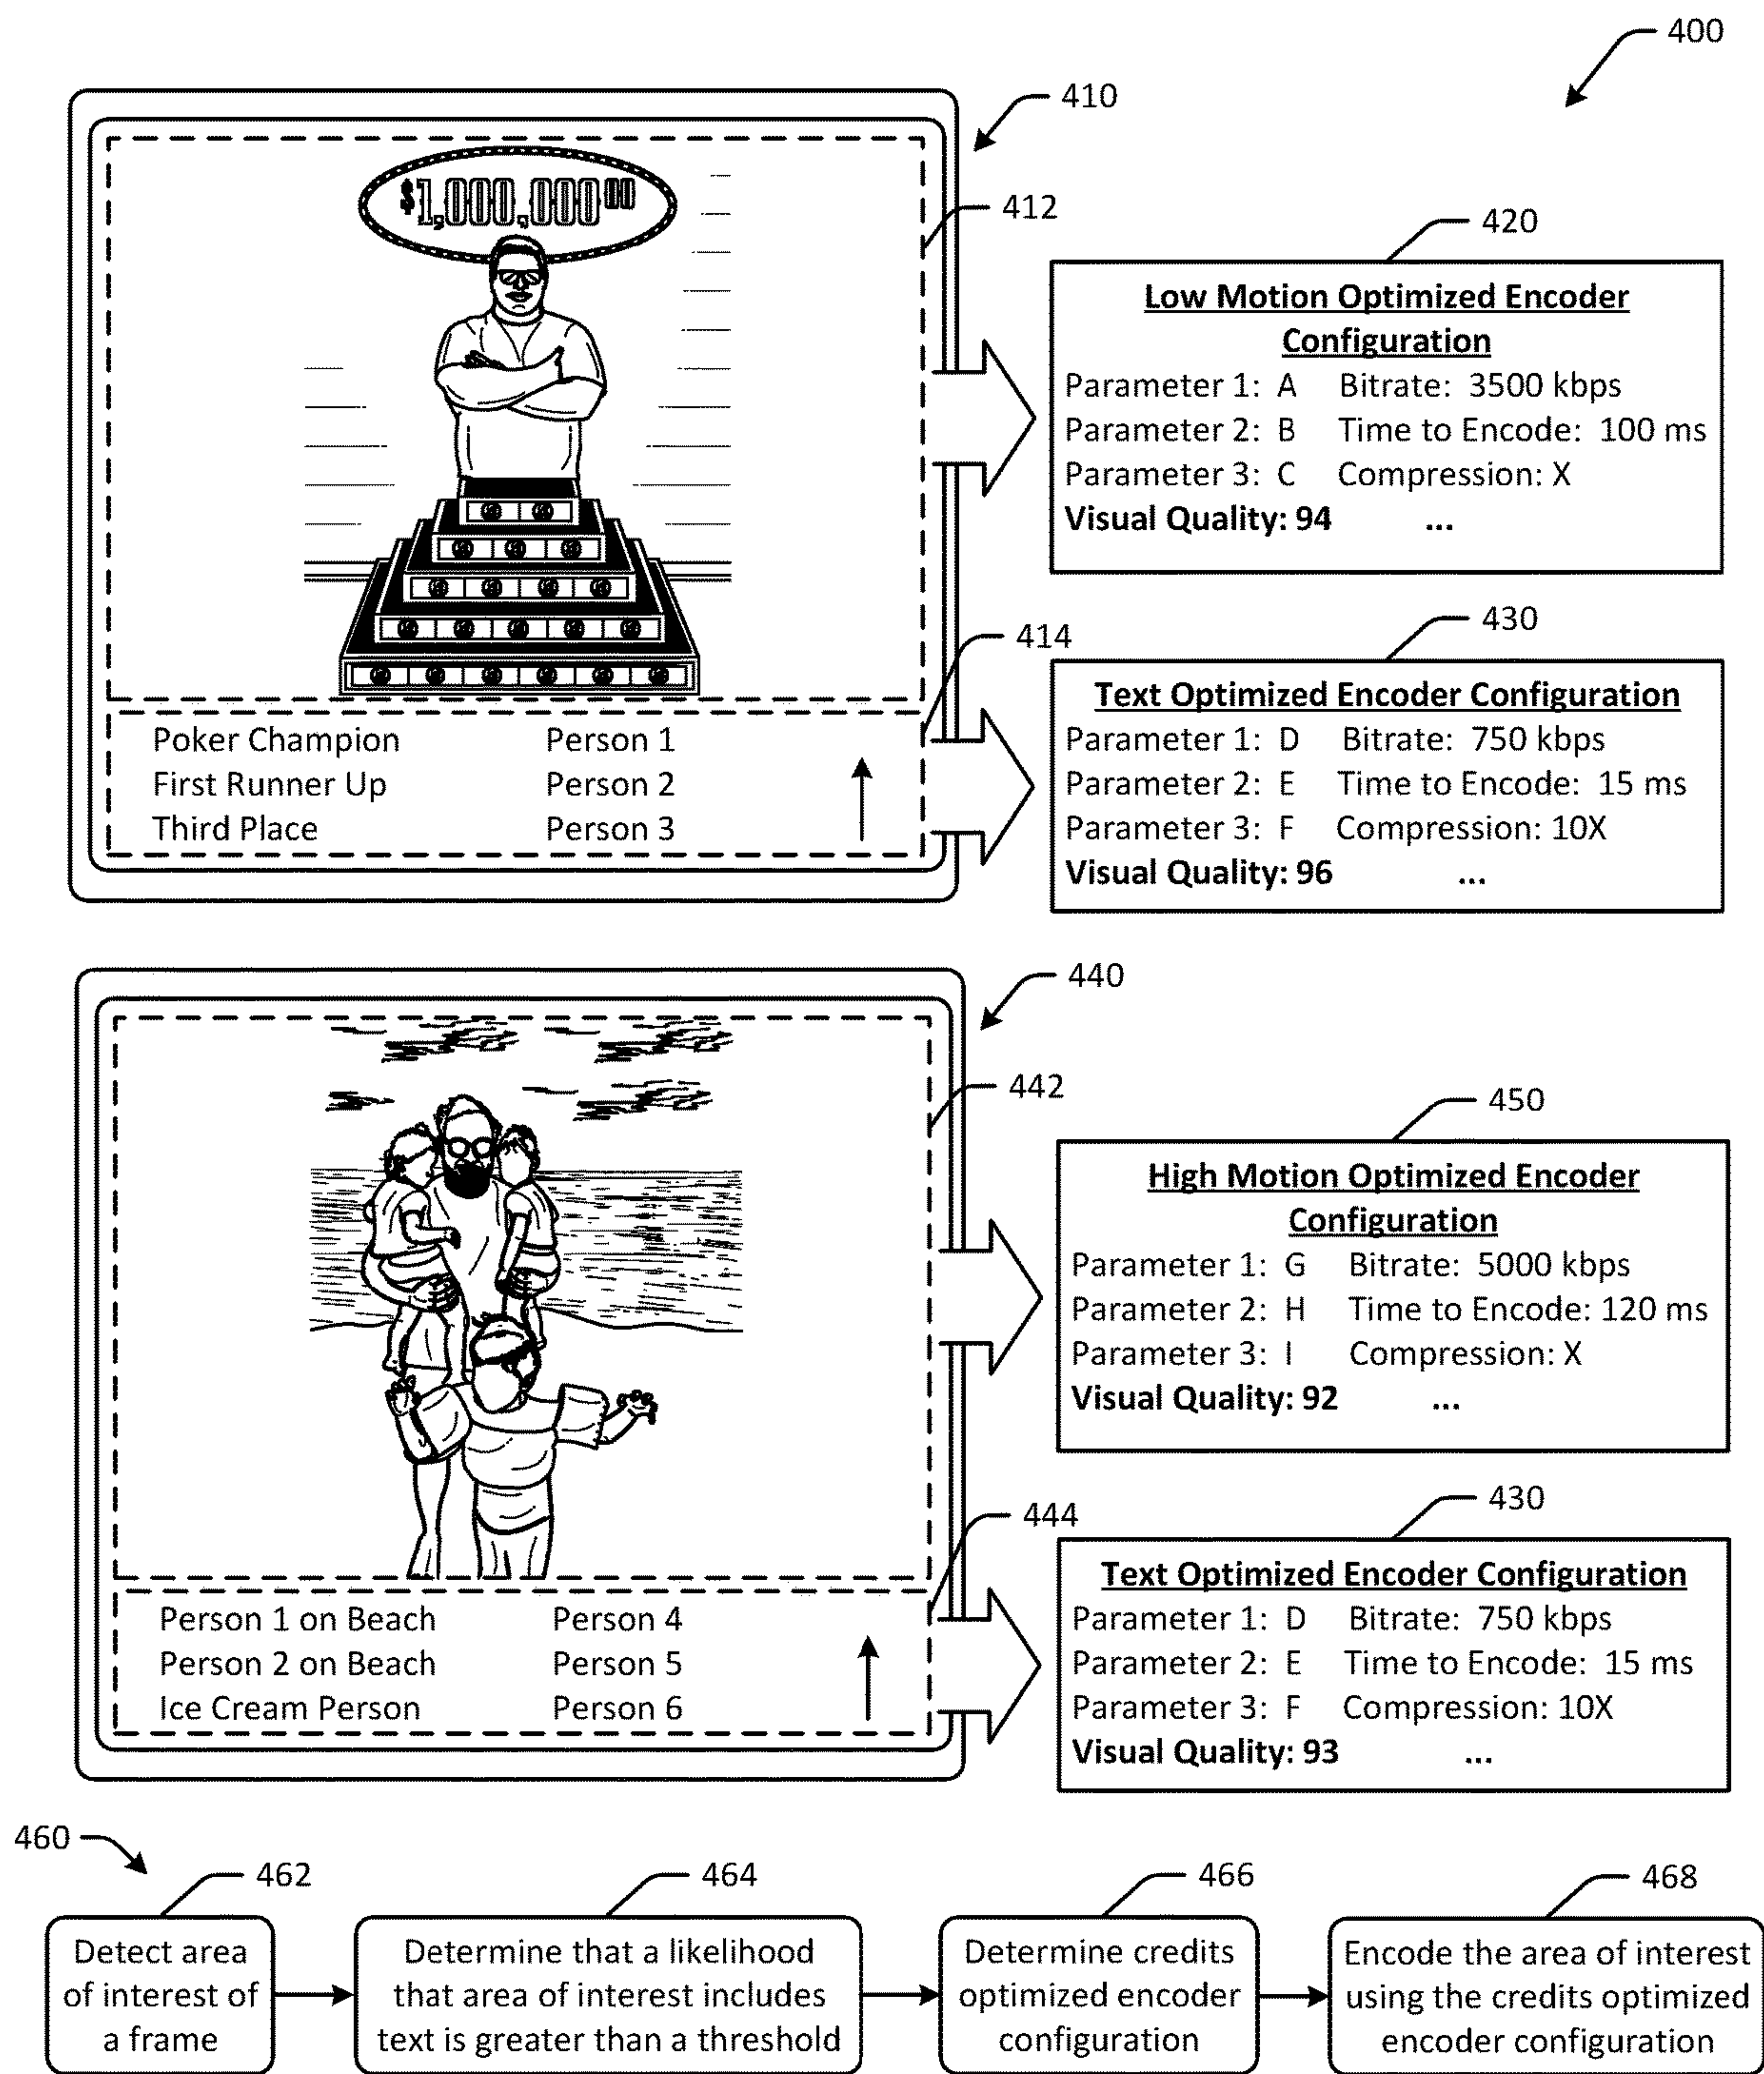 400
410
$1,000,000 00
412
420
Low Motion Optimized Encoder
Configuration
Parameter 1: A Bitrate: 3500 kbps
Parameter 2: B Time to Encode: 100 ms
Parameter 3: C Compression: X
Visual Quality: 94 ...
414
430
Text Optimized Encoder Configuration
Parameter 1: D Bitrate: 750 kbps
Parameter 2: E Time to Encode: 15 ms
Parameter 3: F Compression: 10X
Visual Quality: 96 ...
Poker Champion Person 1
First Runner Up Person 2
Third Place Person 3
440
442
450
High Motion Optimized Encoder
Configuration
Parameter 1: G Bitrate: 5000 kbps
Parameter 2: H Time to Encode: 120 ms
Parameter 3: I Compression: X
Visual Quality: 92 ...
444
430
Text Optimized Encoder Configuration
Parameter 1: D Bitrate: 750 kbps
Parameter 2: E Time to Encode: 15 ms
Parameter 3: F Compression: 10X
Visual Quality: 93 ...
Person 1 on Beach Person 4
Person 2 on Beach Person 5
Ice Cream Person Person 6
460
462
Detect area
of interest of
a frame
464
Determine that a likelihood
that area of interest includes
text is greater than a threshold
466
Determine credits
optimized encoder
configuration
468
Encode the area of interest
using the credits optimized
encoder configuration